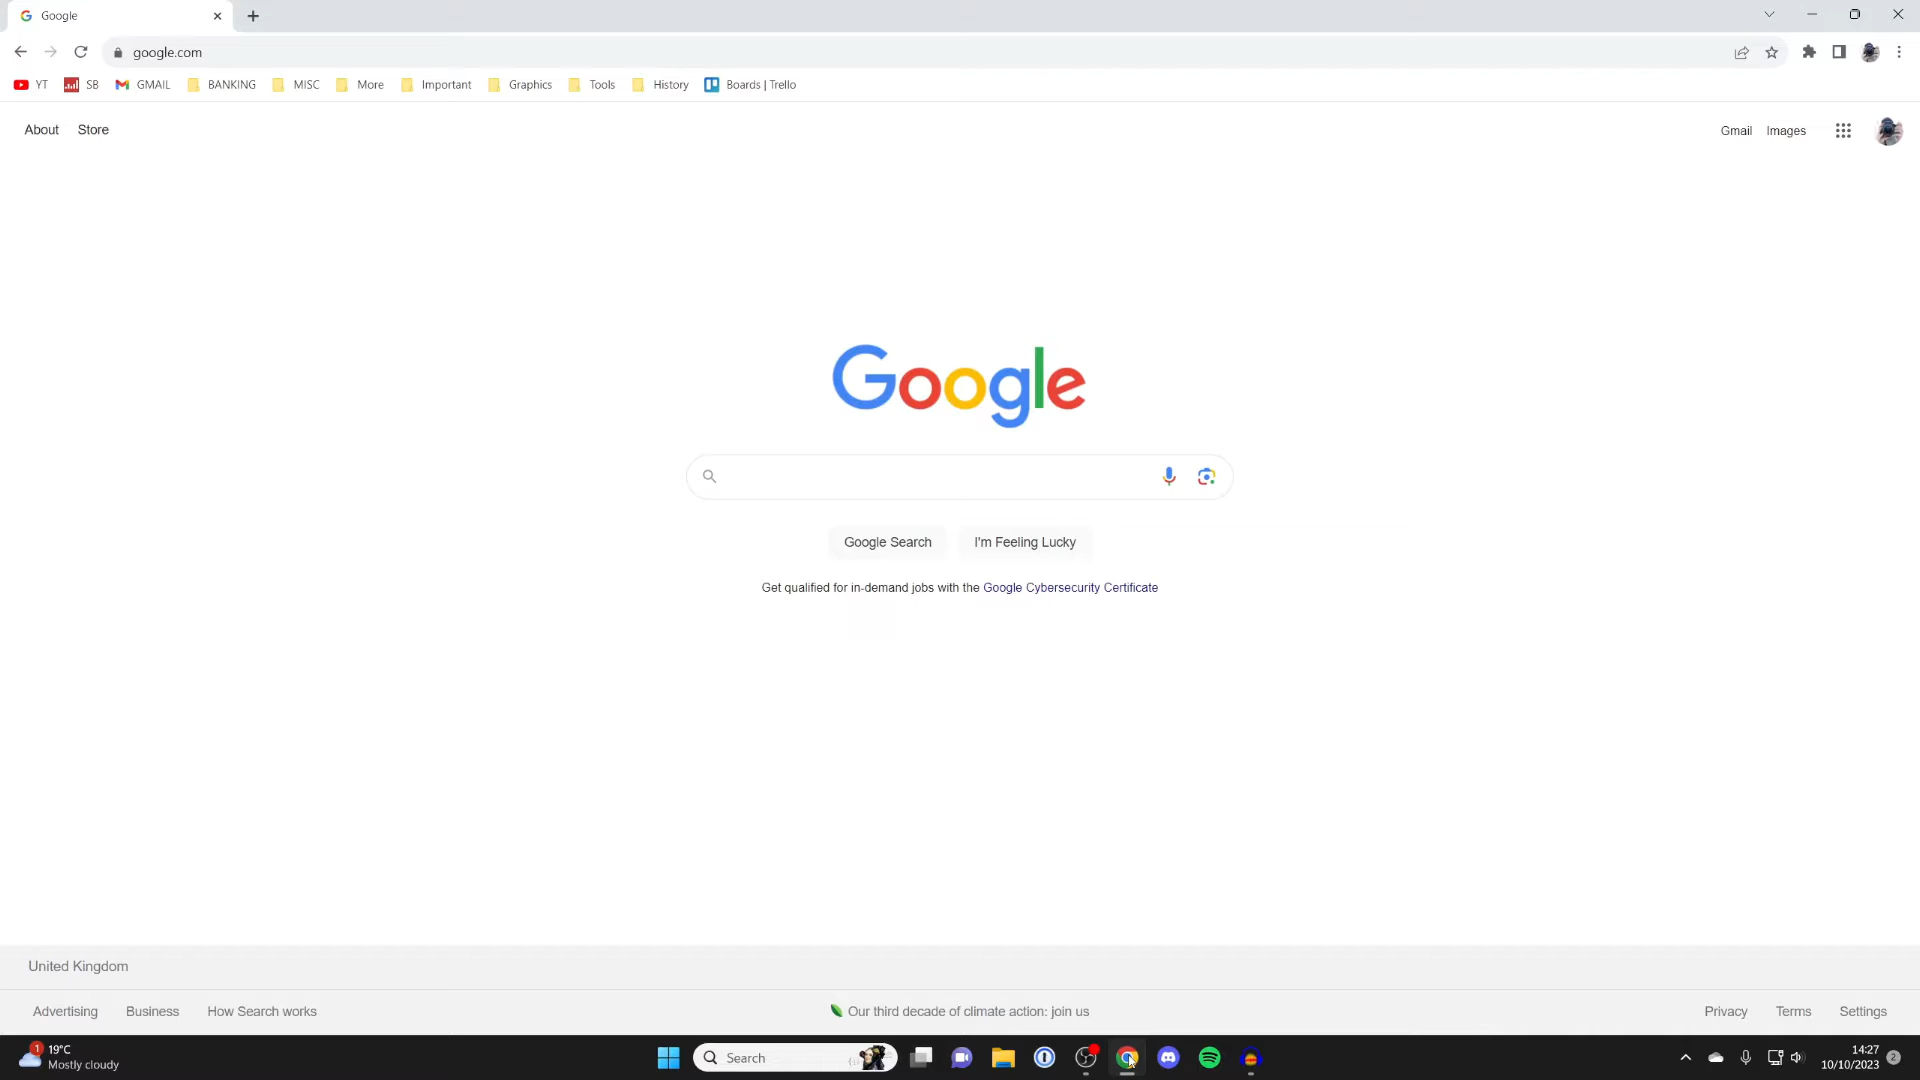 Google
google.com
YT SB GMAIL BANKING MISC More Important Graphics Tools History Boards | Trello
About Store
Gmail Images
Google
Google Search I'm Feeling Lucky
Get qualified for in-demand jobs with the Google Cybersecurity Certificate
United Kingdom
Advertising Business How Search works
Our third decade of climate action: join us
Privacy Terms Settings
1
19°C
Mostly cloudy
Search
14:27
10/10/2023
2